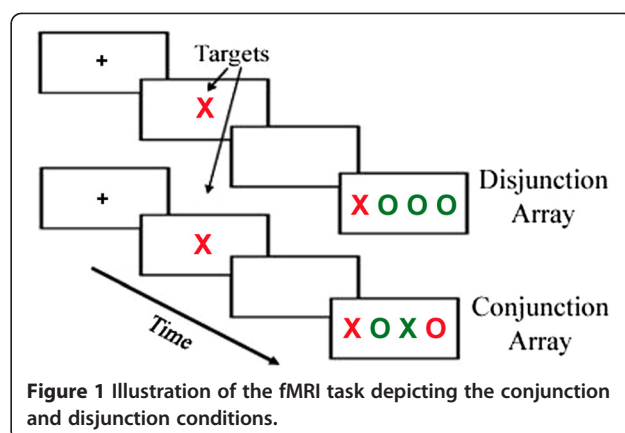 +
Targets
X
X O O O
Disjunction
Array
+
X
X O X O
Conjunction
Array
Time
Figure 1 Illustration of the fMRI task depicting the conjunction
and disjunction conditions.